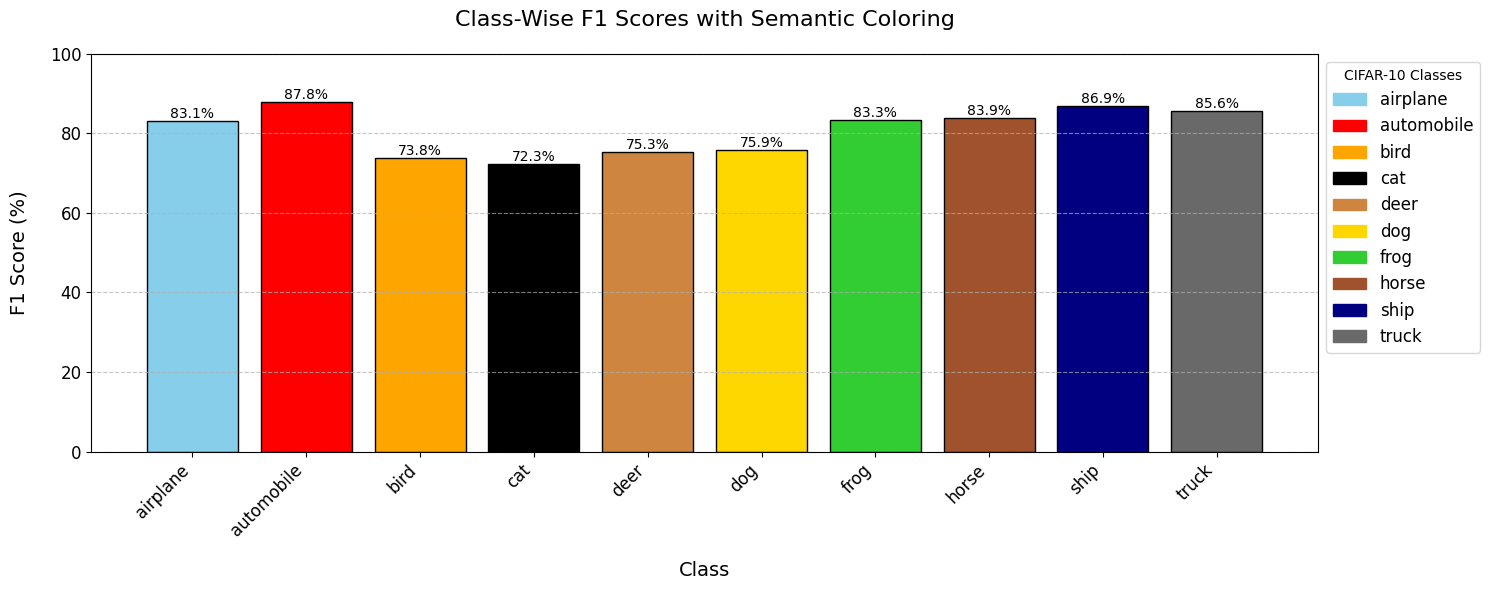 Class-Wise F1 Scores with Semantic Coloring
F1 Score (%)
100
80
60
40
20
0
83.1%
87.8%
73.8%
72.3%
75.3%
75.9%
83.3%
83.9%
86.9%
85.6%
airplane
automobile
bird
cat
deer
dog
frog
horse
ship
truck
Class
CIFAR-10 Classes
airplane
automobile
bird
cat
deer
dog
frog
horse
ship
truck